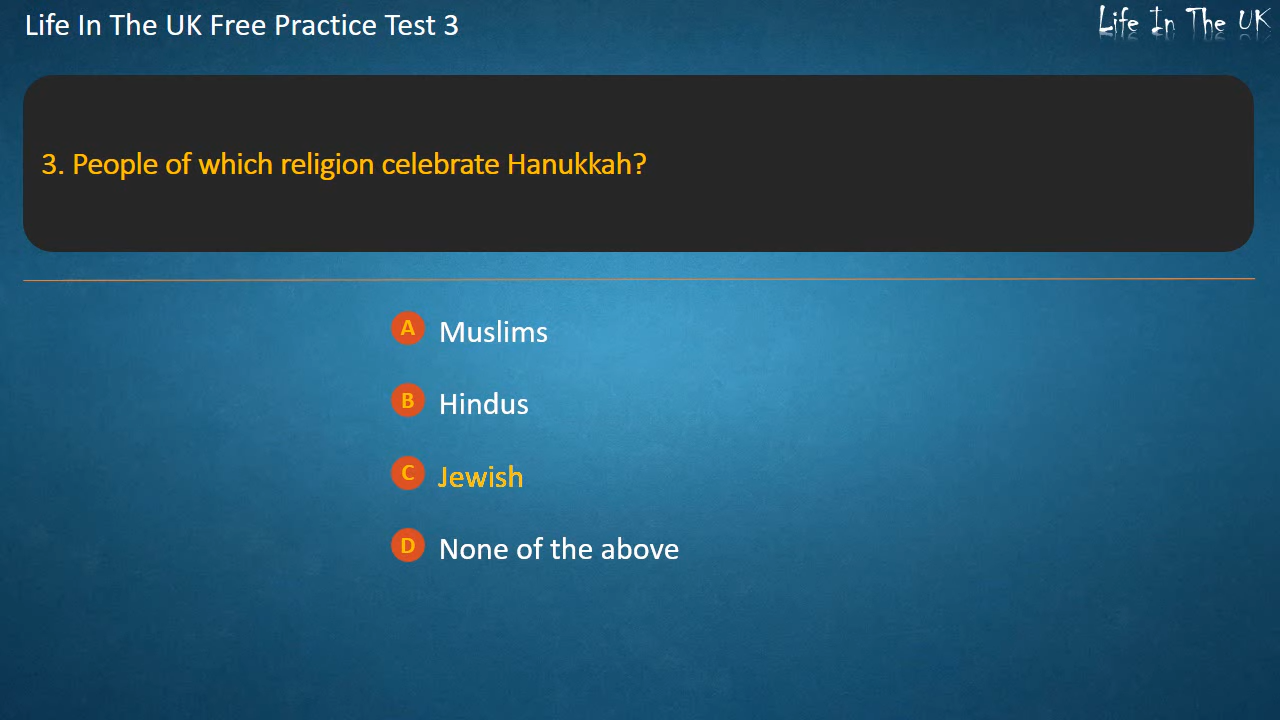 Life In The UK Free Practice Test 3
Life In The UK
3. People of which religion celebrate Hanukkah?
A Muslims
B Hindus
C Jewish
D None of the above